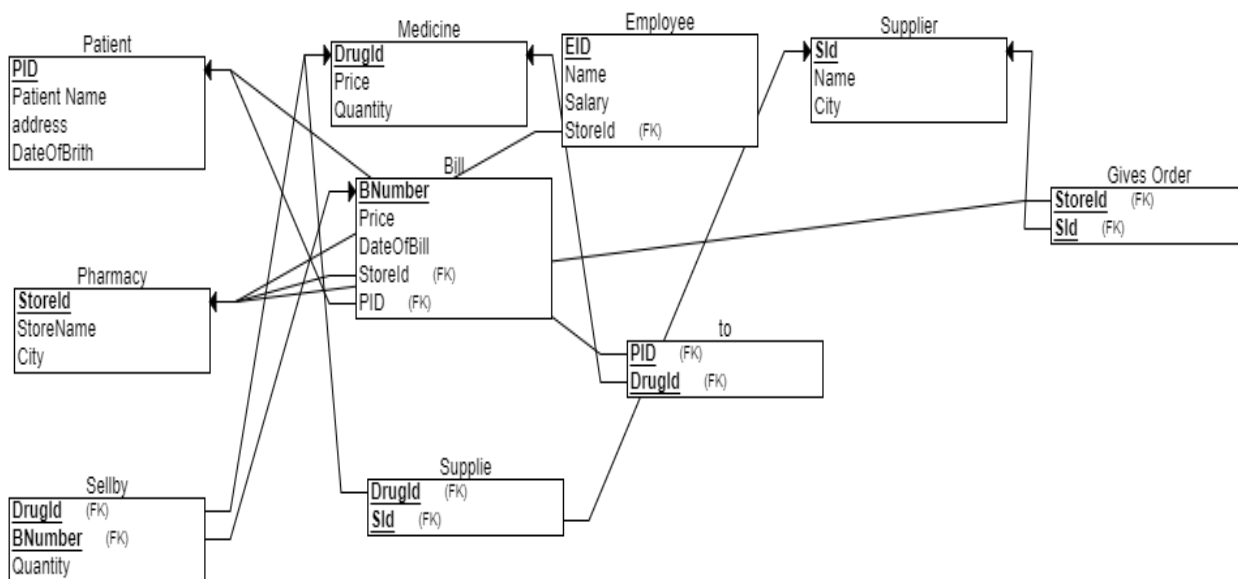 Patient
PID
Patient Name
address
DateOfBrith
Medicine
DrugId
Price
Quantity
Employee
EID
Name
Salary
StoreId (FK)
Supplier
SId
Name
City
Bill
BNumber
Price
DateOfBill
StoreId (FK)
PID (FK)
Gives Order
StoreId (FK)
SId (FK)
Pharmacy
StoreId
StoreName
City
to
PID (FK)
DrugId (FK)
Supplie
DrugId (FK)
SId (FK)
Sellby
DrugId (FK)
BNumber (FK)
Quantity